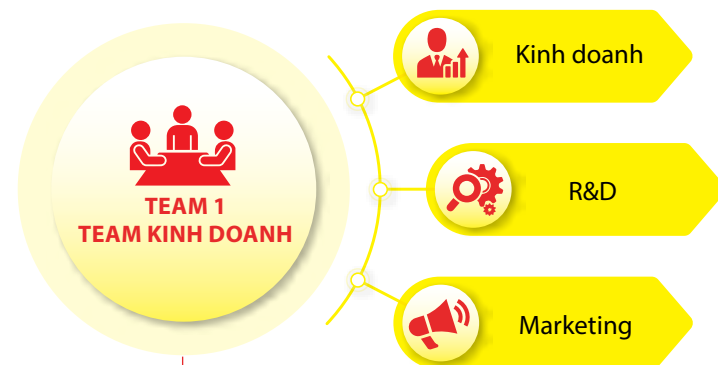 TEAM 1
TEAM KINH DOANH
Kinh doanh
R&D
Marketing